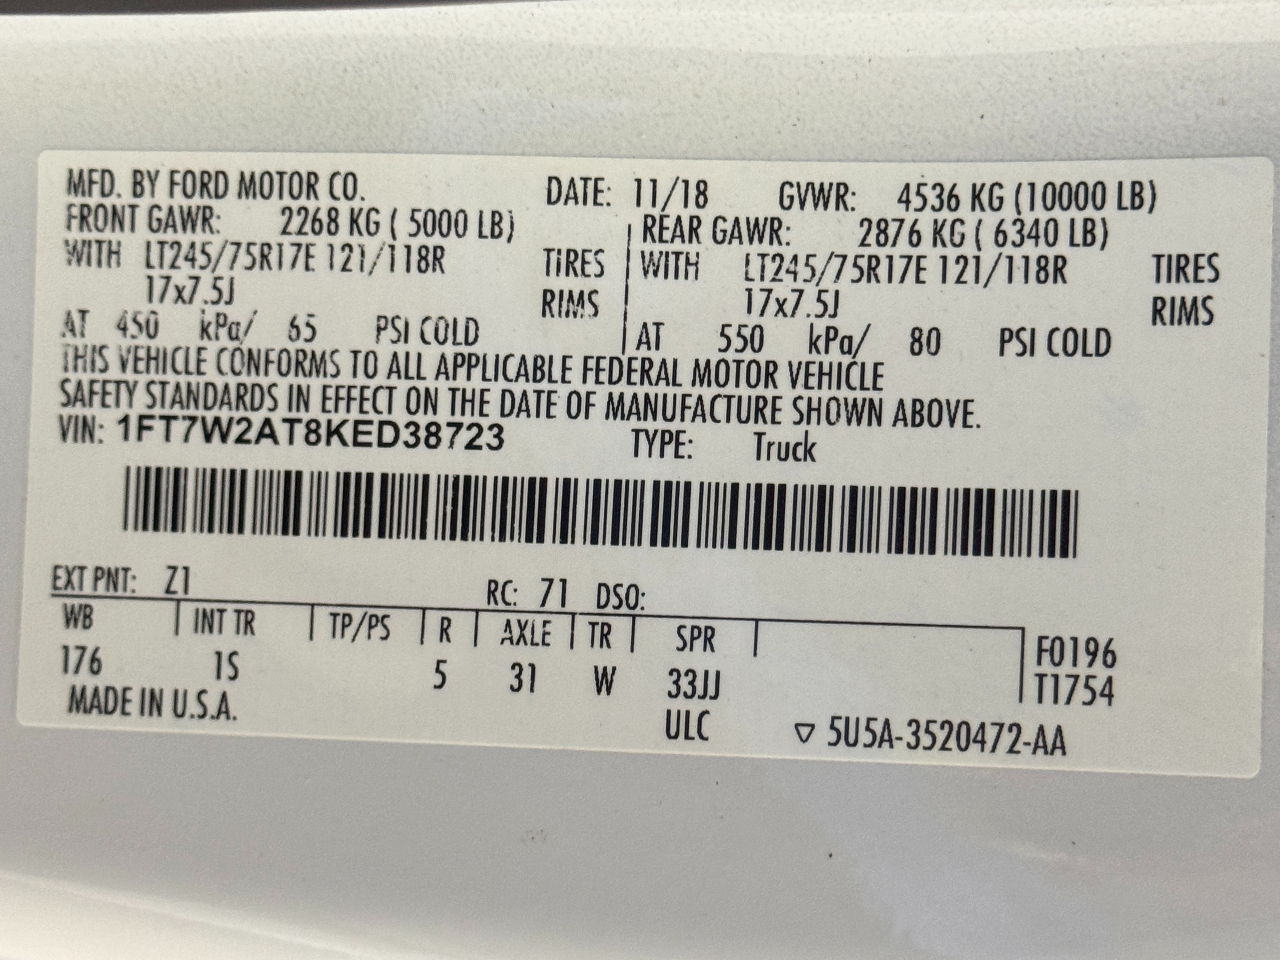 MFD. BY FORD MOTOR CO. DATE: 11/18 GVWR: 4536 KG (10000 LB)
FRONT GAWR: 2268 KG ( 5000 LB) REAR GAWR: 2876 KG ( 6340 LB)
WITH LT245/75R17E 121/118R TIRES WITH LT245/75R17E 121/118R TIRES
17x7.5J RIMS 17x7.5J RIMS
AT 450 kPa/ 65 PSI COLD AT 550 kPa/ 80 PSI COLD
THIS VEHICLE CONFORMS TO ALL APPLICABLE FEDERAL MOTOR VEHICLE
SAFETY STANDARDS IN EFFECT ON THE DATE OF MANUFACTURE SHOWN ABOVE.
VIN: 1FT7W2AT8KED38723 TYPE: Truck
EXT PNT: Z1 RC: 71 DSO:
WB INT TR TP/PS R AXLE TR SPR F0196
176 1S 5 31 W 33JJ T1754
MADE IN U.S.A. ULC ▽ 5U5A-3520472-AA